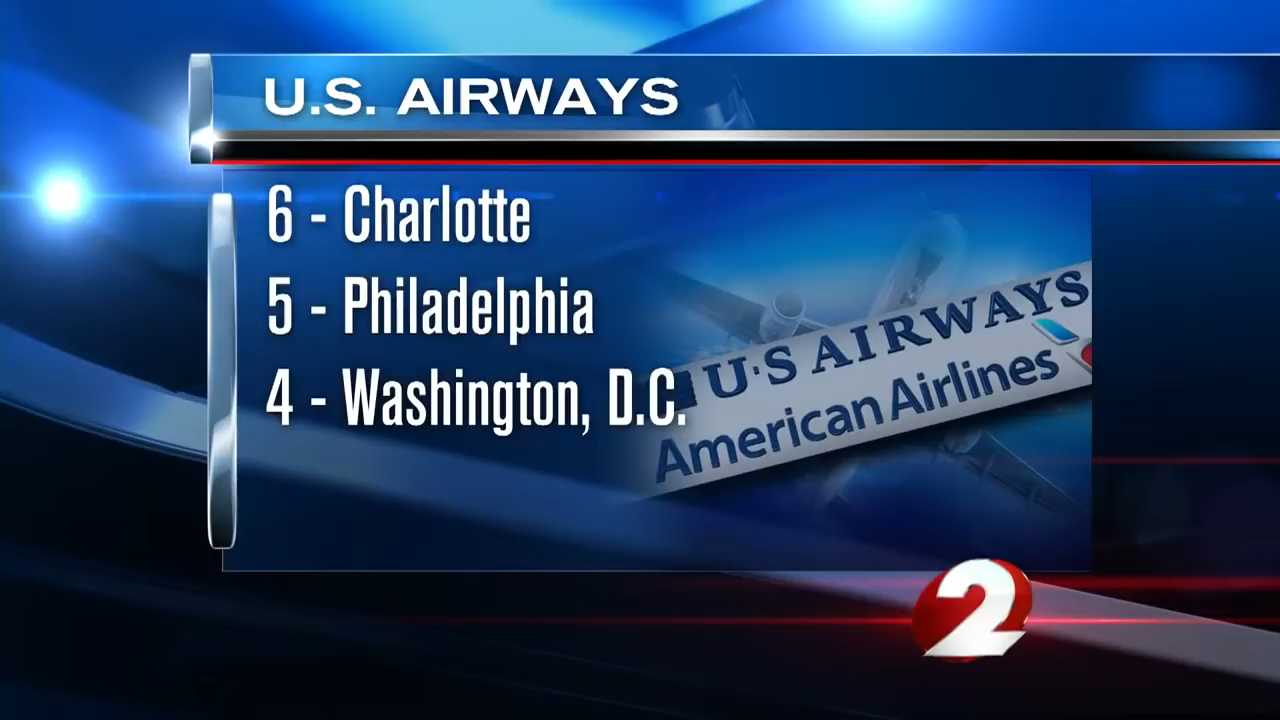 U.S. AIRWAYS
6 - Charlotte
5 - Philadelphia
4 - Washington, D.C.
U·S AIRWAYS
American Airlines
2